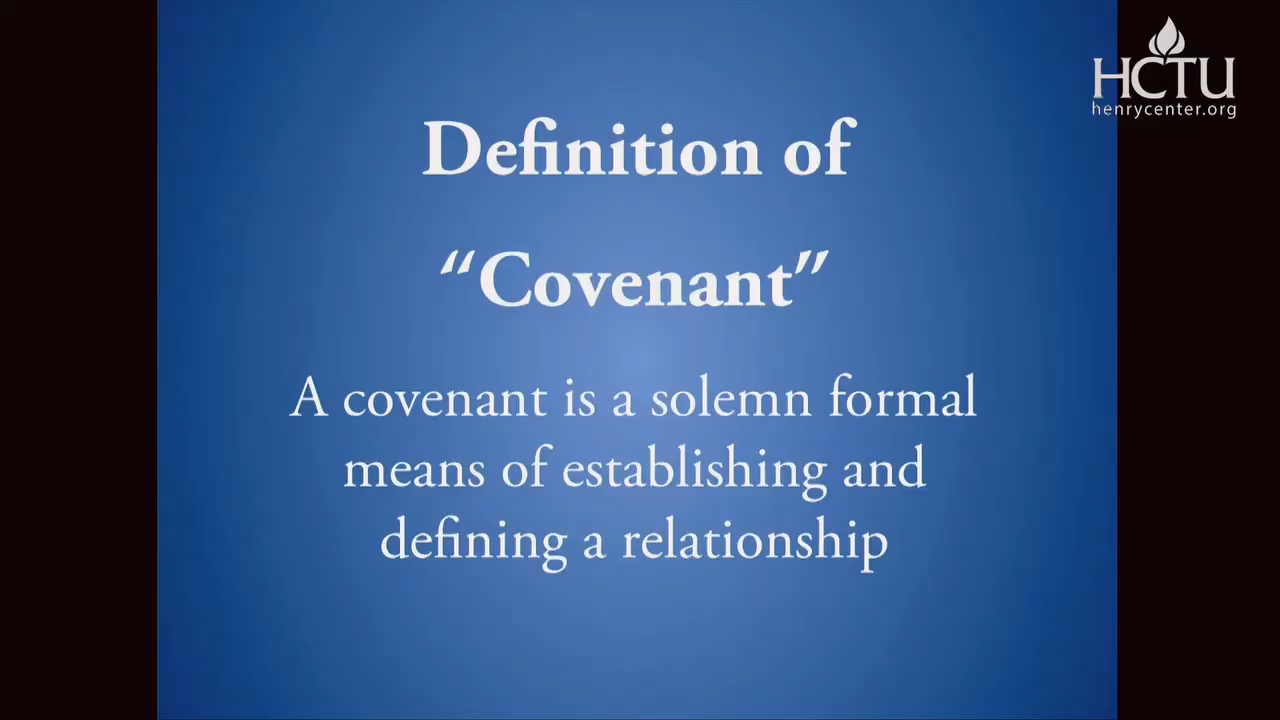 HCTU
henrycenter.org
Definition of
“Covenant”
A covenant is a solemn formal
means of establishing and
defining a relationship